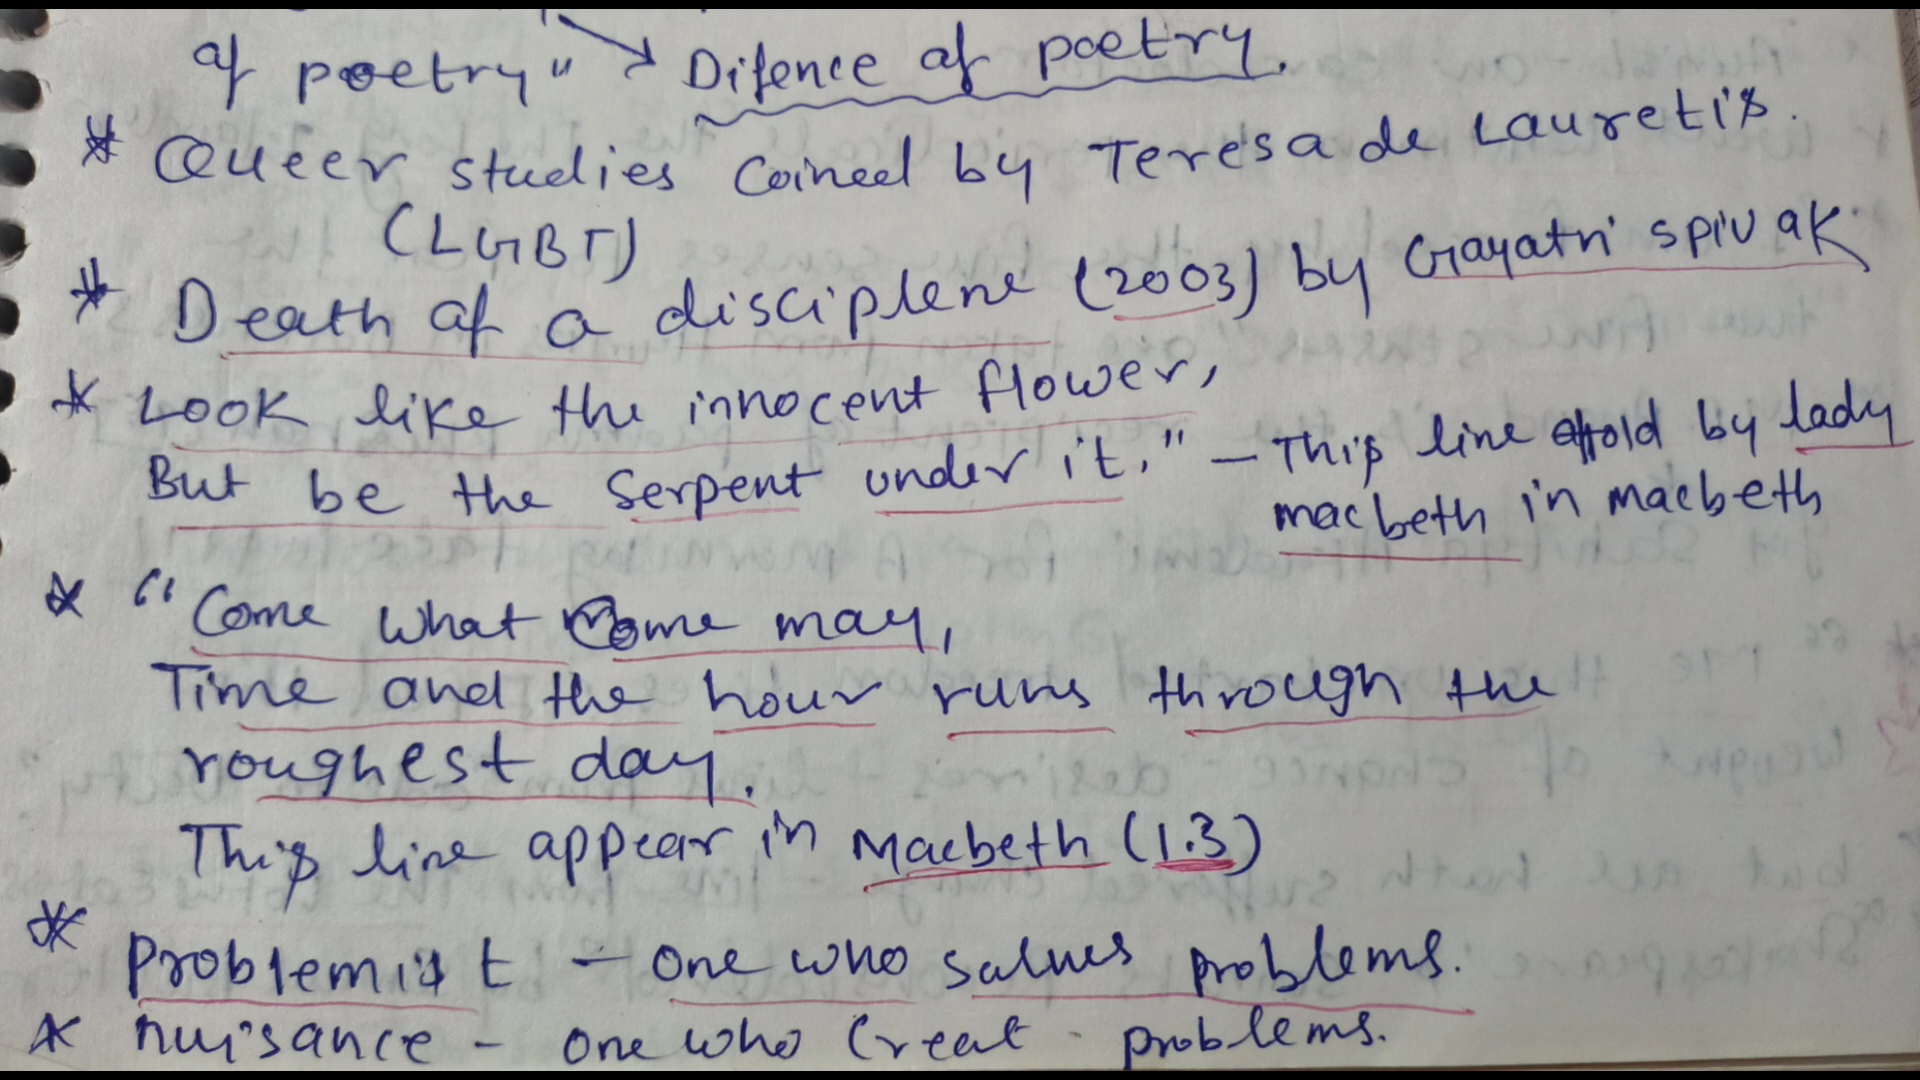 of poetry" → Difence of poetry.
* Queer studies coined by Teresa de Lauretis.
(LGBT)
* Death of a disciplene (2003) by Gayatri spivak
* Look like the innocent flower,
But be the serpent under it." — This line told by lady
macbeth in macbeth
* "Come what come may,
Time and the hour runs through the
roughest day.
This line appear in Macbeth (1.3)
* Problemist — one who solves problems.
* nuisance - one who creat problems.